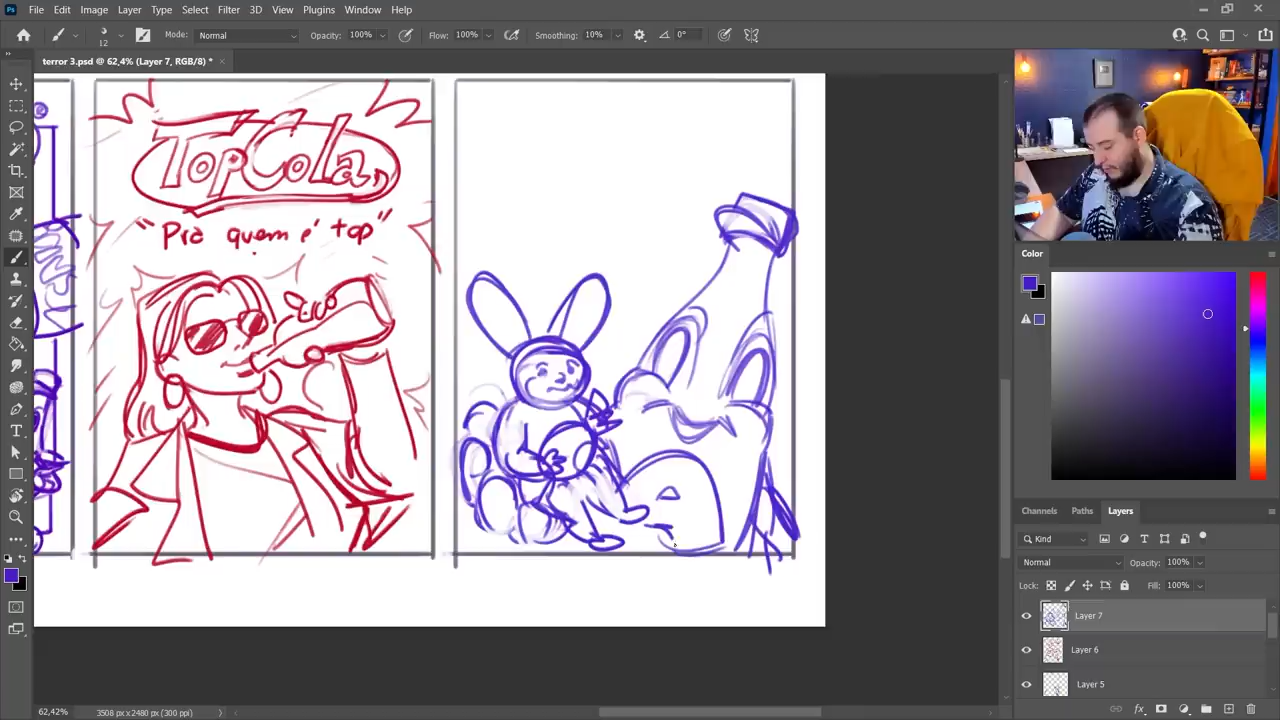 File Edit Image Layer Type Select Filter 3D View Plugins Window Help
12 Mode: Normal Opacity: 100% Flow: 100% Smoothing: 10% 0°
terror 3.psd @ 62,4% (Layer 7, RGB/8) *
TopCola
"Pra quem é top"
Color
Channels Paths Layers
Kind
Normal Opacity: 100%
Lock: Fill: 100%
Layer 7
Layer 6
Layer 5
62,42% 3508 px x 2480 px (300 ppi)